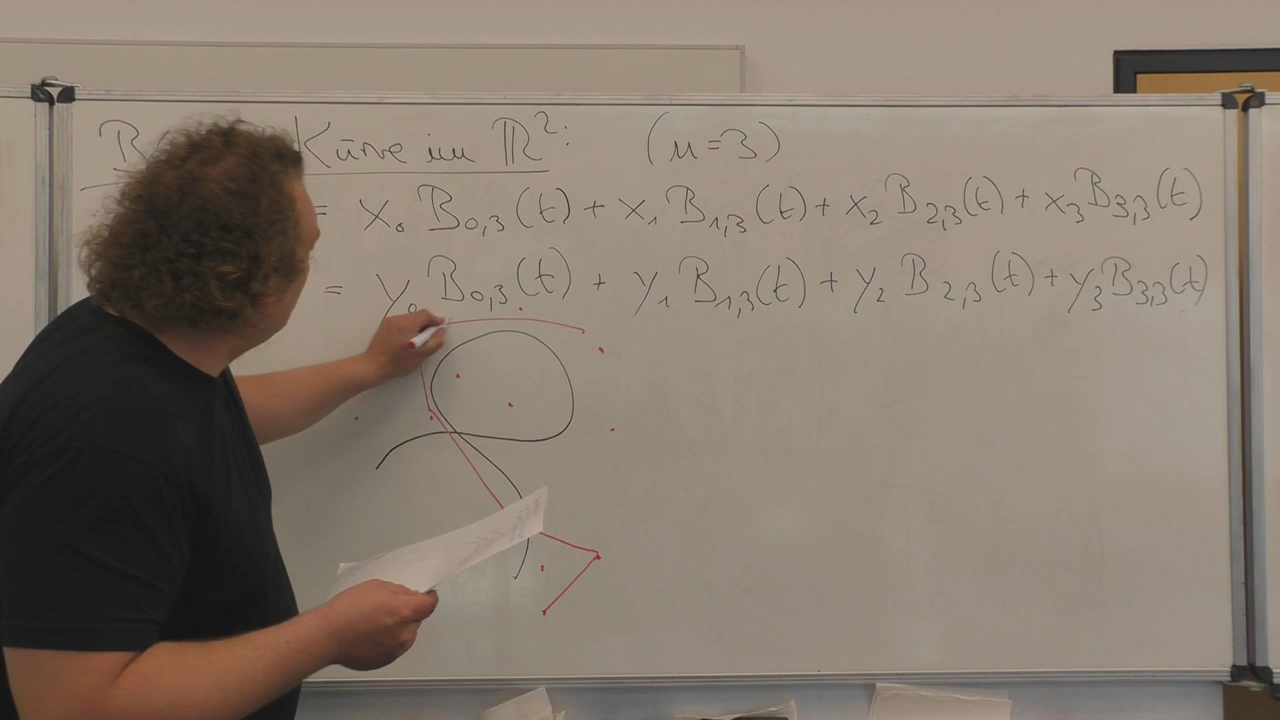 Kurve im ℝ²: (n=3)
= x₀ B₀,₃(t) + x₁ B₁,₃(t) + x₂ B₂,₃(t) + x₃ B₃,₃(t)
= y₀ B₀,₃(t) + y₁ B₁,₃(t) + y₂ B₂,₃(t) + y₃ B₃,₃(t)